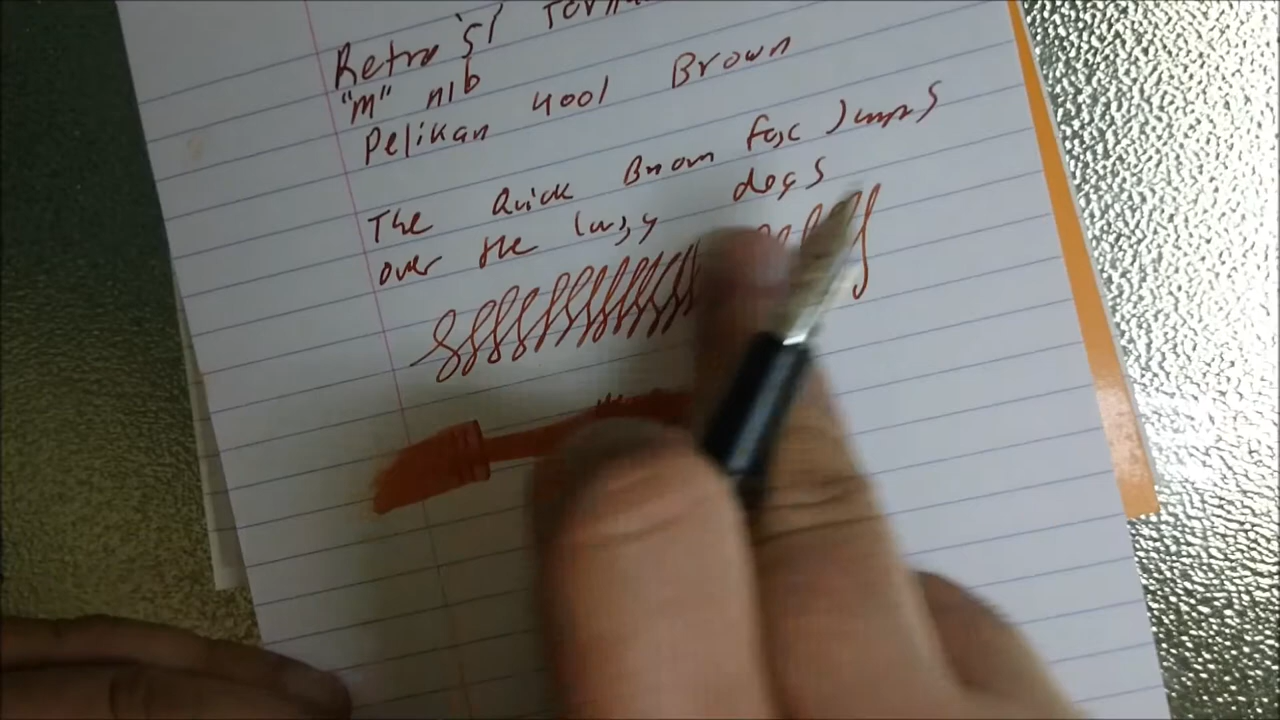 Retro 51
"M" nib
Pelikan 4001 Brown
The Quick Brown fox Jumps
over the lazy dogs